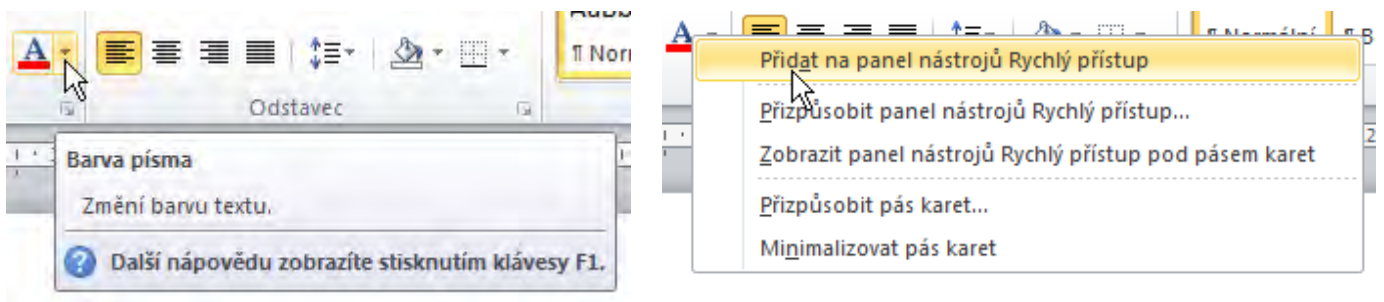 A
Odstavec
¶ Nor
Barva písma
Změní barvu textu.
Další nápovědu zobrazíte stisknutím klávesy F1.
A
Přidat na panel nástrojů Rychlý přístup
Přizpůsobit panel nástrojů Rychlý přístup...
Zobrazit panel nástrojů Rychlý přístup pod pásem karet
Přizpůsobit pás karet...
Minimalizovat pás karet
2